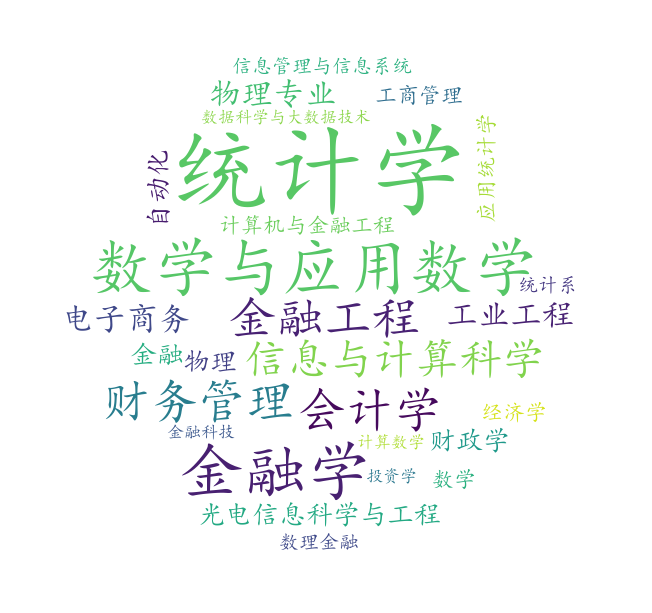 信息管理与信息系统
物理专业
工商管理
数据科学与大数据技术
统计学
应用统计学
自动化
计算机与金融工程
数学与应用数学
统计系
电子商务
金融工程
工业工程
金融
物理
信息与计算科学
财务管理
会计学
经济学
金融科技
计算数学
财政学
金融学
投资学
数学
光电信息科学与工程
数理金融